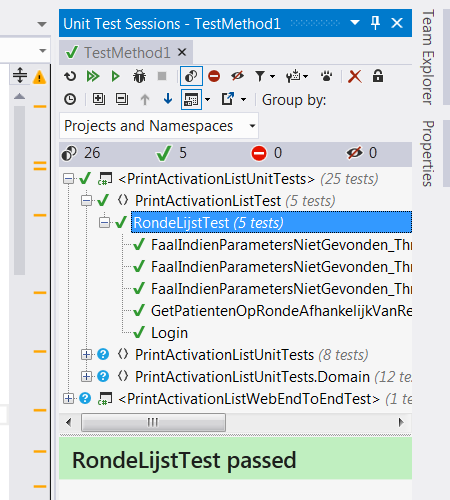 Unit Test Sessions - TestMethod1
TestMethod1
Group by:
Projects and Namespaces
26 5 0 0
<PrintActivationListUnitTests> (25 tests)
PrintActivationListTest (5 tests)
RondeLijstTest (5 tests)
FaalIndienParametersNietGevonden_Thr
FaalIndienParametersNietGevonden_Thr
FaalIndienParametersNietGevonden_Thr
GetPatientenOpRondeAfhankelijkVanRe
Login
PrintActivationListUnitTests (8 tests)
PrintActivationListUnitTests.Domain (12 tes
<PrintActivationListWebEndToEndTest> (1 te
RondeLijstTest passed
Team Explorer
Properties